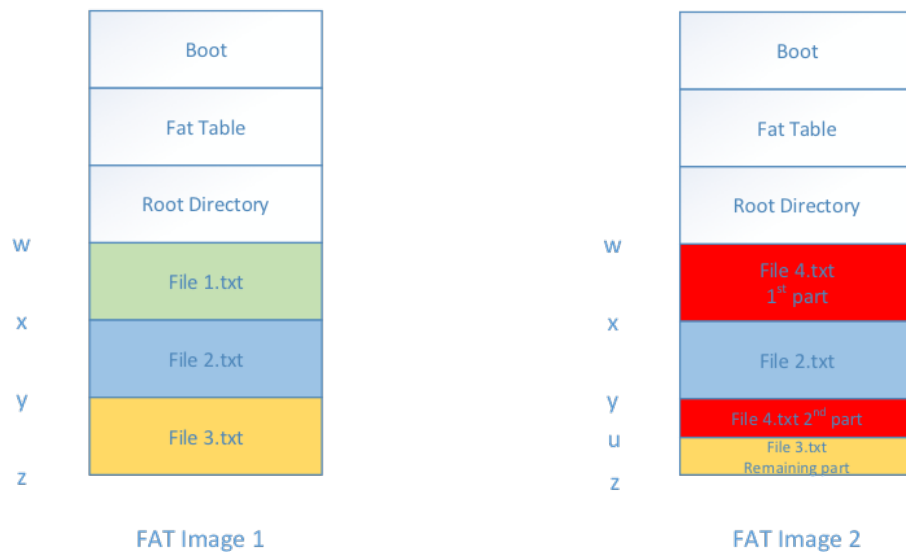 Boot
Fat Table
Root Directory
w
File 1.txt
x
File 2.txt
y
File 3.txt
z
FAT Image 1
Boot
Fat Table
Root Directory
w
File 4.txt
1st part
x
File 2.txt
y
File 4.txt 2nd part
u
File 3.txt
Remaining part
z
FAT Image 2